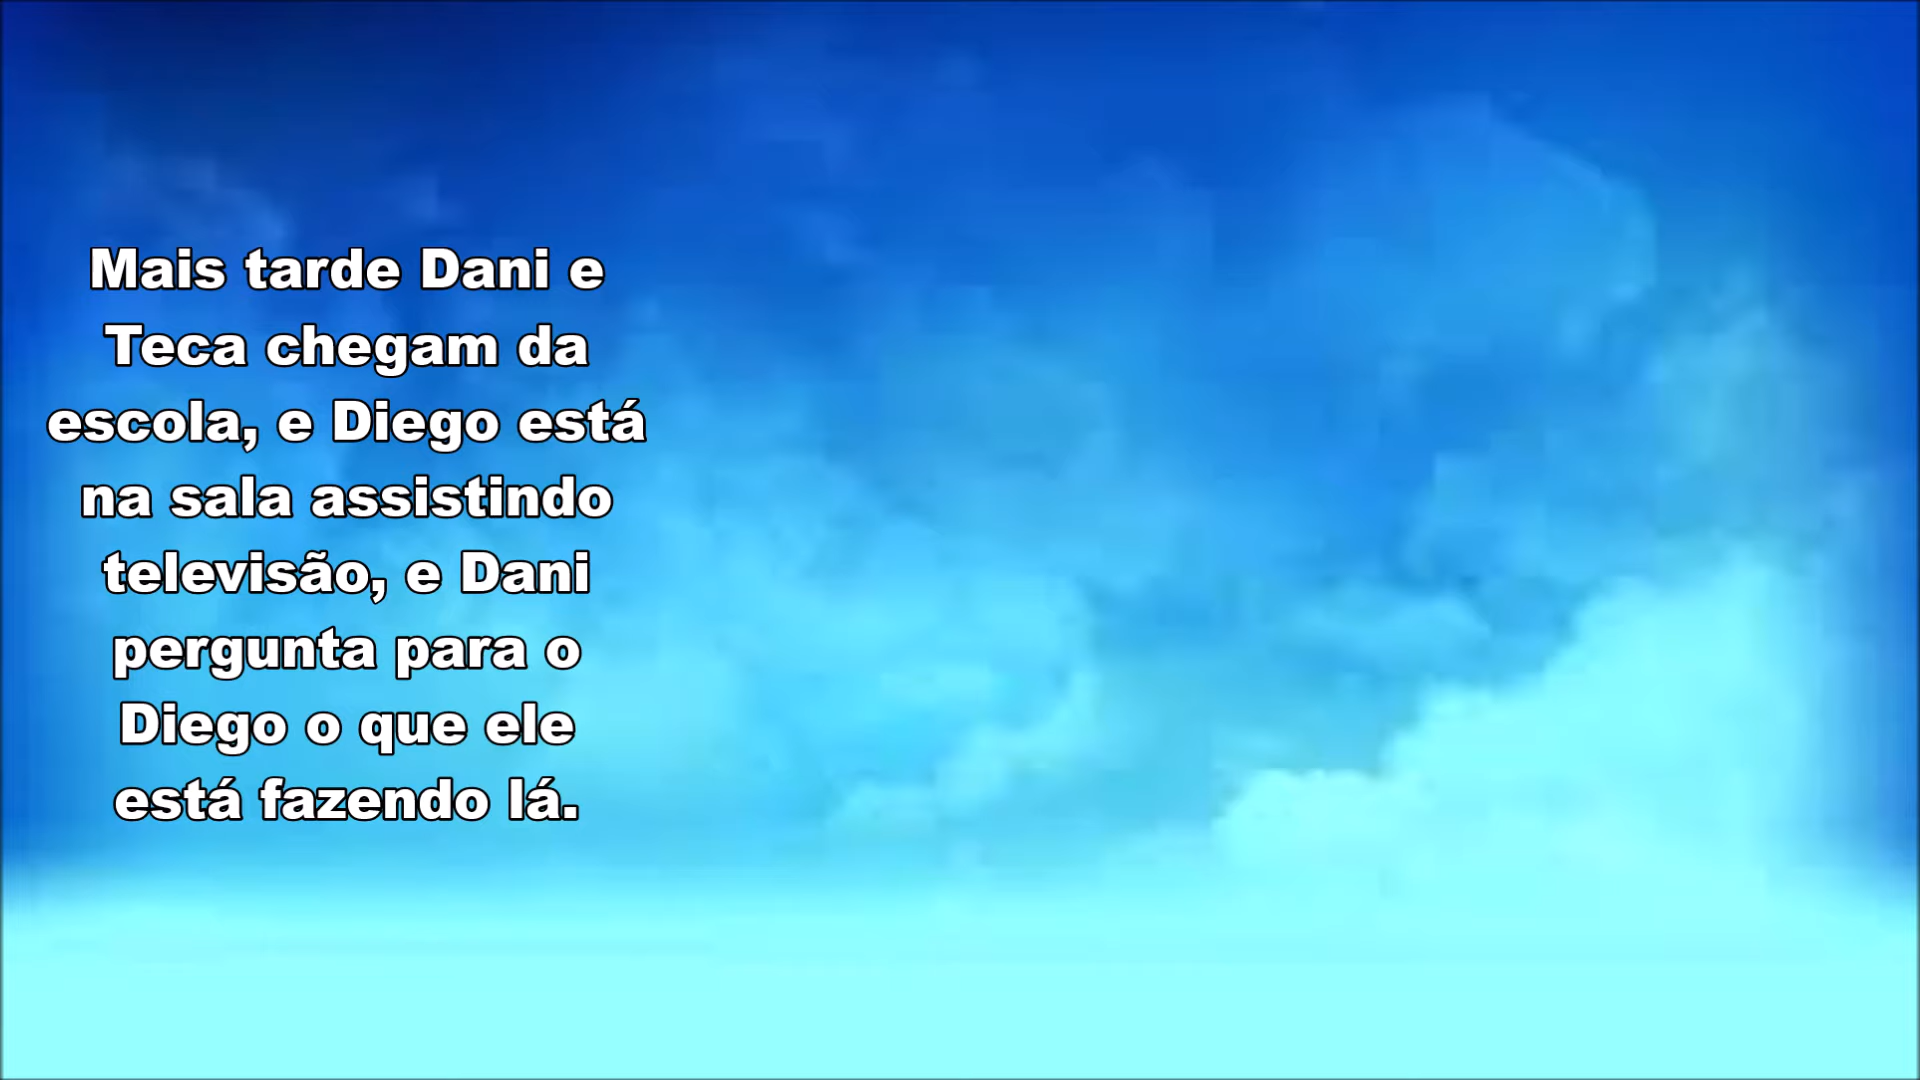 Mais tarde Dani e
Teca chegam da
escola, e Diego está
na sala assistindo
televisão, e Dani
pergunta para o
Diego o que ele
está fazendo lá.